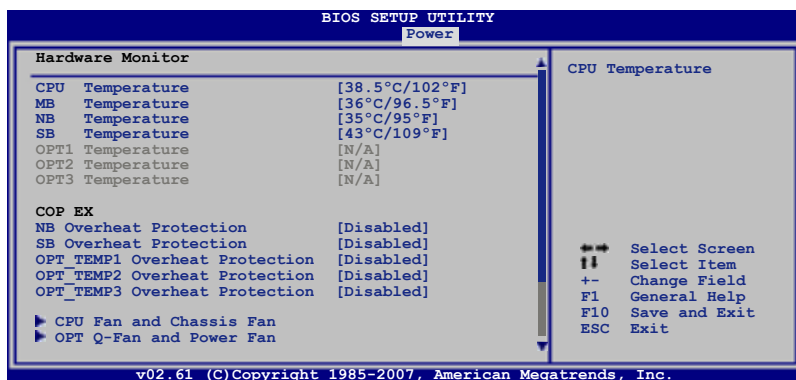 BIOS SETUP UTILITY
Power
Hardware Monitor
CPU Temperature [38.5°C/102°F]
MB Temperature [36°C/96.5°F]
NB Temperature [35°C/95°F]
SB Temperature [43°C/109°F]
OPT1 Temperature [N/A]
OPT2 Temperature [N/A]
OPT3 Temperature [N/A]
COP EX
NB Overheat Protection [Disabled]
SB Overheat Protection [Disabled]
OPT_TEMP1 Overheat Protection [Disabled]
OPT_TEMP2 Overheat Protection [Disabled]
OPT_TEMP3 Overheat Protection [Disabled]
CPU Fan and Chassis Fan
OPT Q-Fan and Power Fan
CPU Temperature
Select Screen
Select Item
+- Change Field
F1 General Help
F10 Save and Exit
ESC Exit
v02.61 (C)Copyright 1985-2007, American Megatrends, Inc.